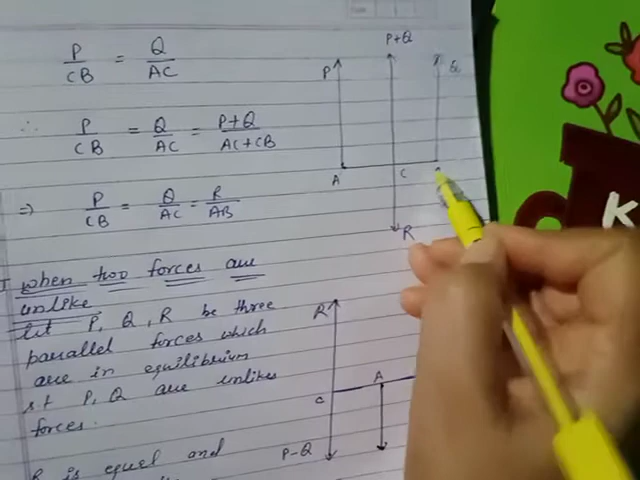 P/CB = Q/AC
∴ P/CB = Q/AC = P+Q/AC+CB
⇒ P/CB = Q/AC = R/AB
when two forces are
unlike
let P, Q, R be three
parallel forces which
are in equilibrium
s.t P, Q are unlike
forces.
is equal and
P+Q
P
Q
A
C
R
R
A
C
P-Q
K